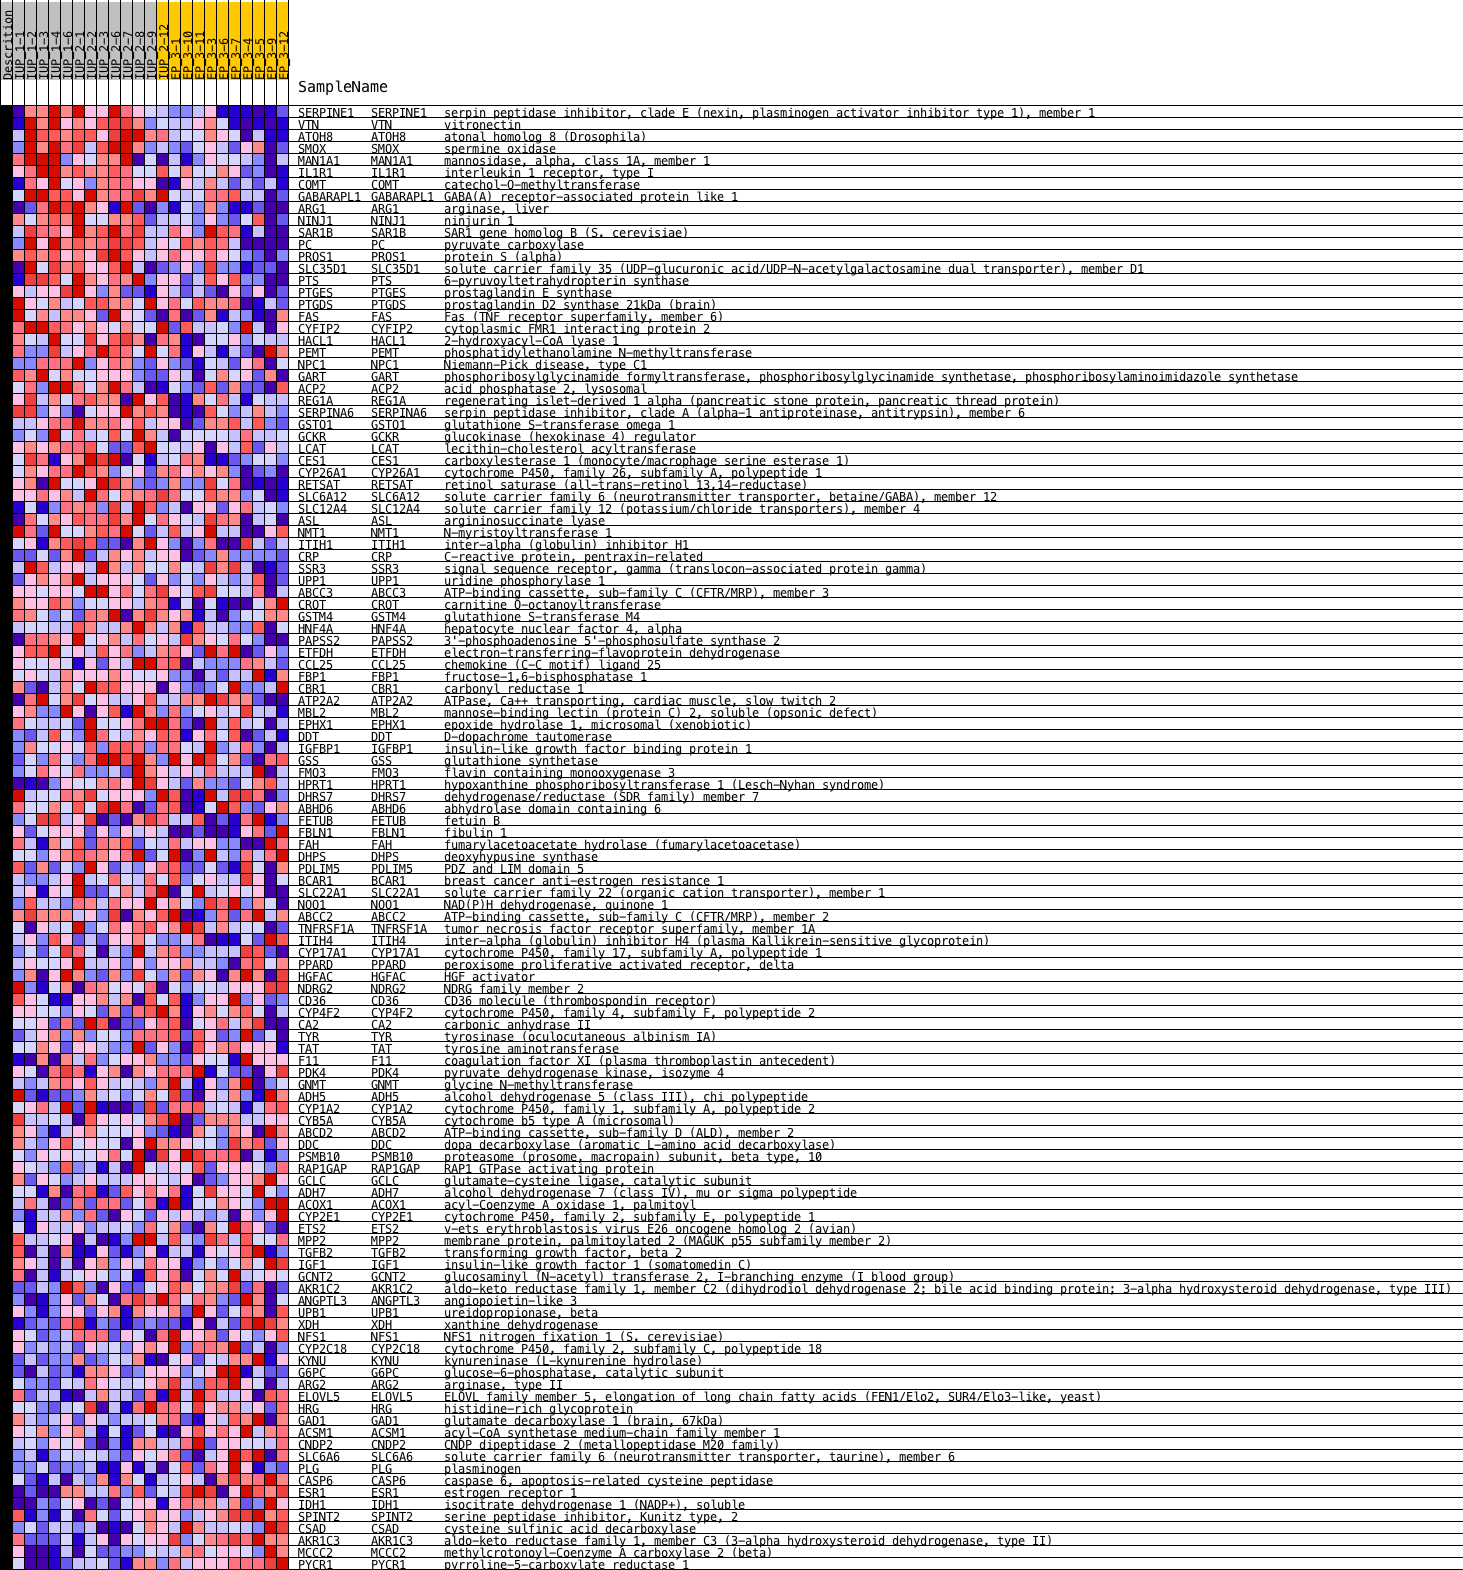 Descrition
IUP_1-1
IUP_1-2
IUP_1-3
IUP_1-4
IUP_1-6
IUP_2-1
IUP_2-2
IUP_2-3
IUP_2-6
IUP_2-7
IUP_2-8
IUP_2-9
IUP_2-12
EP_3-1
EP_3-10
EP_3-11
EP_3-3
EP_3-6
EP_3-7
EP_3-4
EP_3-5
EP_3-9
EP_3-12
SampleName
SERPINE1 SERPINE1 serpin peptidase inhibitor, clade E (nexin, plasminogen activator inhibitor type 1), member 1
VTN VTN vitronectin
ATOH8 ATOH8 atonal homolog 8 (Drosophila)
SMOX SMOX spermine oxidase
MAN1A1 MAN1A1 mannosidase, alpha, class 1A, member 1
IL1R1 IL1R1 interleukin 1 receptor, type I
COMT COMT catechol-O-methyltransferase
GABARAPL1 GABARAPL1 GABA(A) receptor-associated protein like 1
ARG1 ARG1 arginase, liver
NINJ1 NINJ1 ninjurin 1
SAR1B SAR1B SAR1 gene homolog B (S. cerevisiae)
PC PC pyruvate carboxylase
PROS1 PROS1 protein S (alpha)
SLC35D1 SLC35D1 solute carrier family 35 (UDP-glucuronic acid/UDP-N-acetylgalactosamine dual transporter), member D1
PTS PTS 6-pyruvoyltetrahydropterin synthase
PTGES PTGES prostaglandin E synthase
PTGDS PTGDS prostaglandin D2 synthase 21kDa (brain)
FAS FAS Fas (TNF receptor superfamily, member 6)
CYFIP2 CYFIP2 cytoplasmic FMR1 interacting protein 2
HACL1 HACL1 2-hydroxyacyl-CoA lyase 1
PEMT PEMT phosphatidylethanolamine N-methyltransferase
NPC1 NPC1 Niemann-Pick disease, type C1
GART GART phosphoribosylglycinamide formyltransferase, phosphoribosylglycinamide synthetase, phosphoribosylaminoimidazole synthetase
ACP2 ACP2 acid phosphatase 2, lysosomal
REG1A REG1A regenerating islet-derived 1 alpha (pancreatic stone protein, pancreatic thread protein)
SERPINA6 SERPINA6 serpin peptidase inhibitor, clade A (alpha-1 antiproteinase, antitrypsin), member 6
GSTO1 GSTO1 glutathione S-transferase omega 1
GCKR GCKR glucokinase (hexokinase 4) regulator
LCAT LCAT lecithin-cholesterol acyltransferase
CES1 CES1 carboxylesterase 1 (monocyte/macrophage serine esterase 1)
CYP26A1 CYP26A1 cytochrome P450, family 26, subfamily A, polypeptide 1
RETSAT RETSAT retinol saturase (all-trans-retinol 13,14-reductase)
SLC6A12 SLC6A12 solute carrier family 6 (neurotransmitter transporter, betaine/GABA), member 12
SLC12A4 SLC12A4 solute carrier family 12 (potassium/chloride transporters), member 4
ASL ASL argininosuccinate lyase
NMT1 NMT1 N-myristoyltransferase 1
ITIH1 ITIH1 inter-alpha (globulin) inhibitor H1
CRP CRP C-reactive protein, pentraxin-related
SSR3 SSR3 signal sequence receptor, gamma (translocon-associated protein gamma)
UPP1 UPP1 uridine phosphorylase 1
ABCC3 ABCC3 ATP-binding cassette, sub-family C (CFTR/MRP), member 3
CROT CROT carnitine O-octanoyltransferase
GSTM4 GSTM4 glutathione S-transferase M4
HNF4A HNF4A hepatocyte nuclear factor 4, alpha
PAPSS2 PAPSS2 3'-phosphoadenosine 5'-phosphosulfate synthase 2
ETFDH ETFDH electron-transferring-flavoprotein dehydrogenase
CCL25 CCL25 chemokine (C-C motif) ligand 25
FBP1 FBP1 fructose-1,6-bisphosphatase 1
CBR1 CBR1 carbonyl reductase 1
ATP2A2 ATP2A2 ATPase, Ca++ transporting, cardiac muscle, slow twitch 2
MBL2 MBL2 mannose-binding lectin (protein C) 2, soluble (opsonic defect)
EPHX1 EPHX1 epoxide hydrolase 1, microsomal (xenobiotic)
DDT DDT D-dopachrome tautomerase
IGFBP1 IGFBP1 insulin-like growth factor binding protein 1
GSS GSS glutathione synthetase
FMO3 FMO3 flavin containing monooxygenase 3
HPRT1 HPRT1 hypoxanthine phosphoribosyltransferase 1 (Lesch-Nyhan syndrome)
DHRS7 DHRS7 dehydrogenase/reductase (SDR family) member 7
ABHD6 ABHD6 abhydrolase domain containing 6
FETUB FETUB fetuin B
FBLN1 FBLN1 fibulin 1
FAH FAH fumarylacetoacetate hydrolase (fumarylacetoacetase)
DHPS DHPS deoxyhypusine synthase
PDLIM5 PDLIM5 PDZ and LIM domain 5
BCAR1 BCAR1 breast cancer anti-estrogen resistance 1
SLC22A1 SLC22A1 solute carrier family 22 (organic cation transporter), member 1
NQO1 NQO1 NAD(P)H dehydrogenase, quinone 1
ABCC2 ABCC2 ATP-binding cassette, sub-family C (CFTR/MRP), member 2
TNFRSF1A TNFRSF1A tumor necrosis factor receptor superfamily, member 1A
ITIH4 ITIH4 inter-alpha (globulin) inhibitor H4 (plasma Kallikrein-sensitive glycoprotein)
CYP17A1 CYP17A1 cytochrome P450, family 17, subfamily A, polypeptide 1
PPARD PPARD peroxisome proliferative activated receptor, delta
HGFAC HGFAC HGF activator
NDRG2 NDRG2 NDRG family member 2
CD36 CD36 CD36 molecule (thrombospondin receptor)
CYP4F2 CYP4F2 cytochrome P450, family 4, subfamily F, polypeptide 2
CA2 CA2 carbonic anhydrase II
TYR TYR tyrosinase (oculocutaneous albinism IA)
TAT TAT tyrosine aminotransferase
F11 F11 coagulation factor XI (plasma thromboplastin antecedent)
PDK4 PDK4 pyruvate dehydrogenase kinase, isozyme 4
GNMT GNMT glycine N-methyltransferase
ADH5 ADH5 alcohol dehydrogenase 5 (class III), chi polypeptide
CYP1A2 CYP1A2 cytochrome P450, family 1, subfamily A, polypeptide 2
CYB5A CYB5A cytochrome b5 type A (microsomal)
ABCD2 ABCD2 ATP-binding cassette, sub-family D (ALD), member 2
DDC DDC dopa decarboxylase (aromatic L-amino acid decarboxylase)
PSMB10 PSMB10 proteasome (prosome, macropain) subunit, beta type, 10
RAP1GAP RAP1GAP RAP1 GTPase activating protein
GCLC GCLC glutamate-cysteine ligase, catalytic subunit
ADH7 ADH7 alcohol dehydrogenase 7 (class IV), mu or sigma polypeptide
ACOX1 ACOX1 acyl-Coenzyme A oxidase 1, palmitoyl
CYP2E1 CYP2E1 cytochrome P450, family 2, subfamily E, polypeptide 1
ETS2 ETS2 v-ets erythroblastosis virus E26 oncogene homolog 2 (avian)
MPP2 MPP2 membrane protein, palmitoylated 2 (MAGUK p55 subfamily member 2)
TGFB2 TGFB2 transforming growth factor, beta 2
IGF1 IGF1 insulin-like growth factor 1 (somatomedin C)
GCNT2 GCNT2 glucosaminyl (N-acetyl) transferase 2, I-branching enzyme (I blood group)
AKR1C2 AKR1C2 aldo-keto reductase family 1, member C2 (dihydrodiol dehydrogenase 2; bile acid binding protein; 3-alpha hydroxysteroid dehydrogenase, type III)
ANGPTL3 ANGPTL3 angiopoietin-like 3
UPB1 UPB1 ureidopropionase, beta
XDH XDH xanthine dehydrogenase
NFS1 NFS1 NFS1 nitrogen fixation 1 (S. cerevisiae)
CYP2C18 CYP2C18 cytochrome P450, family 2, subfamily C, polypeptide 18
KYNU KYNU kynureninase (L-kynurenine hydrolase)
G6PC G6PC glucose-6-phosphatase, catalytic subunit
ARG2 ARG2 arginase, type II
ELOVL5 ELOVL5 ELOVL family member 5, elongation of long chain fatty acids (FEN1/Elo2, SUR4/Elo3-like, yeast)
HRG HRG histidine-rich glycoprotein
GAD1 GAD1 glutamate decarboxylase 1 (brain, 67kDa)
ACSM1 ACSM1 acyl-CoA synthetase medium-chain family member 1
CNDP2 CNDP2 CNDP dipeptidase 2 (metallopeptidase M20 family)
SLC6A6 SLC6A6 solute carrier family 6 (neurotransmitter transporter, taurine), member 6
PLG PLG plasminogen
CASP6 CASP6 caspase 6, apoptosis-related cysteine peptidase
ESR1 ESR1 estrogen receptor 1
IDH1 IDH1 isocitrate dehydrogenase 1 (NADP+), soluble
SPINT2 SPINT2 serine peptidase inhibitor, Kunitz type, 2
CSAD CSAD cysteine sulfinic acid decarboxylase
AKR1C3 AKR1C3 aldo-keto reductase family 1, member C3 (3-alpha hydroxysteroid dehydrogenase, type II)
MCCC2 MCCC2 methylcrotonoyl-Coenzyme A carboxylase 2 (beta)
PYCR1 PYCR1 pyrroline-5-carboxylate reductase 1